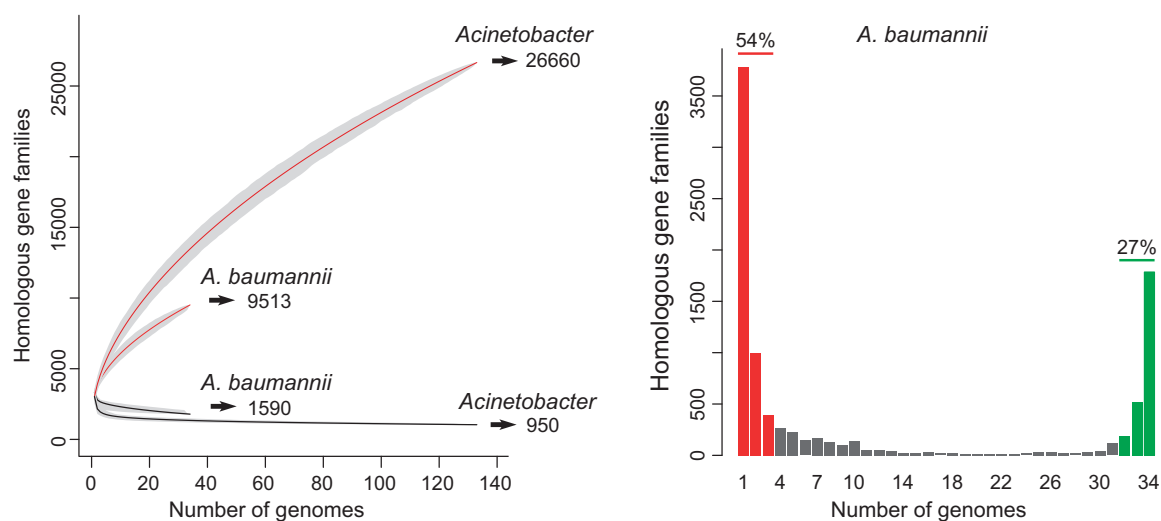 Homologous gene families
25000
15000
5000
0
0 20 40 60 80 100 120 140
Number of genomes
Acinetobacter
26660
A. baumannii
9513
A. baumannii
1590
Acinetobacter
950
A. baumannii
54%
27%
Homologous gene families
3500
2500
1500
500
0
1 4 7 10 14 18 22 26 30 34
Number of genomes